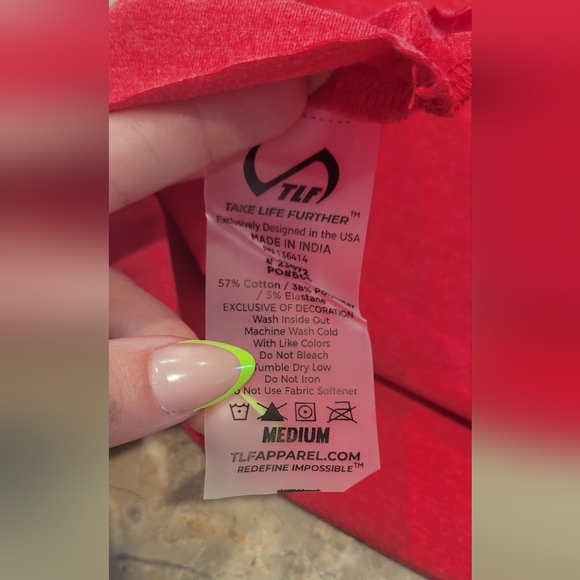 TLF
TAKE LIFE FURTHER™
Exclusively Designed in the USA
MADE IN INDIA
136414
57% Cotton / 38%
/ 5% Elastane
EXCLUSIVE OF DECORATION
Wash Inside Out
Machine Wash Cold
With Like Colors
Do Not Bleach
Tumble Dry Low
Do Not Iron
Do Not Use Fabric Softener
MEDIUM
TLFAPPAREL.COM
REDEFINE IMPOSSIBLE™